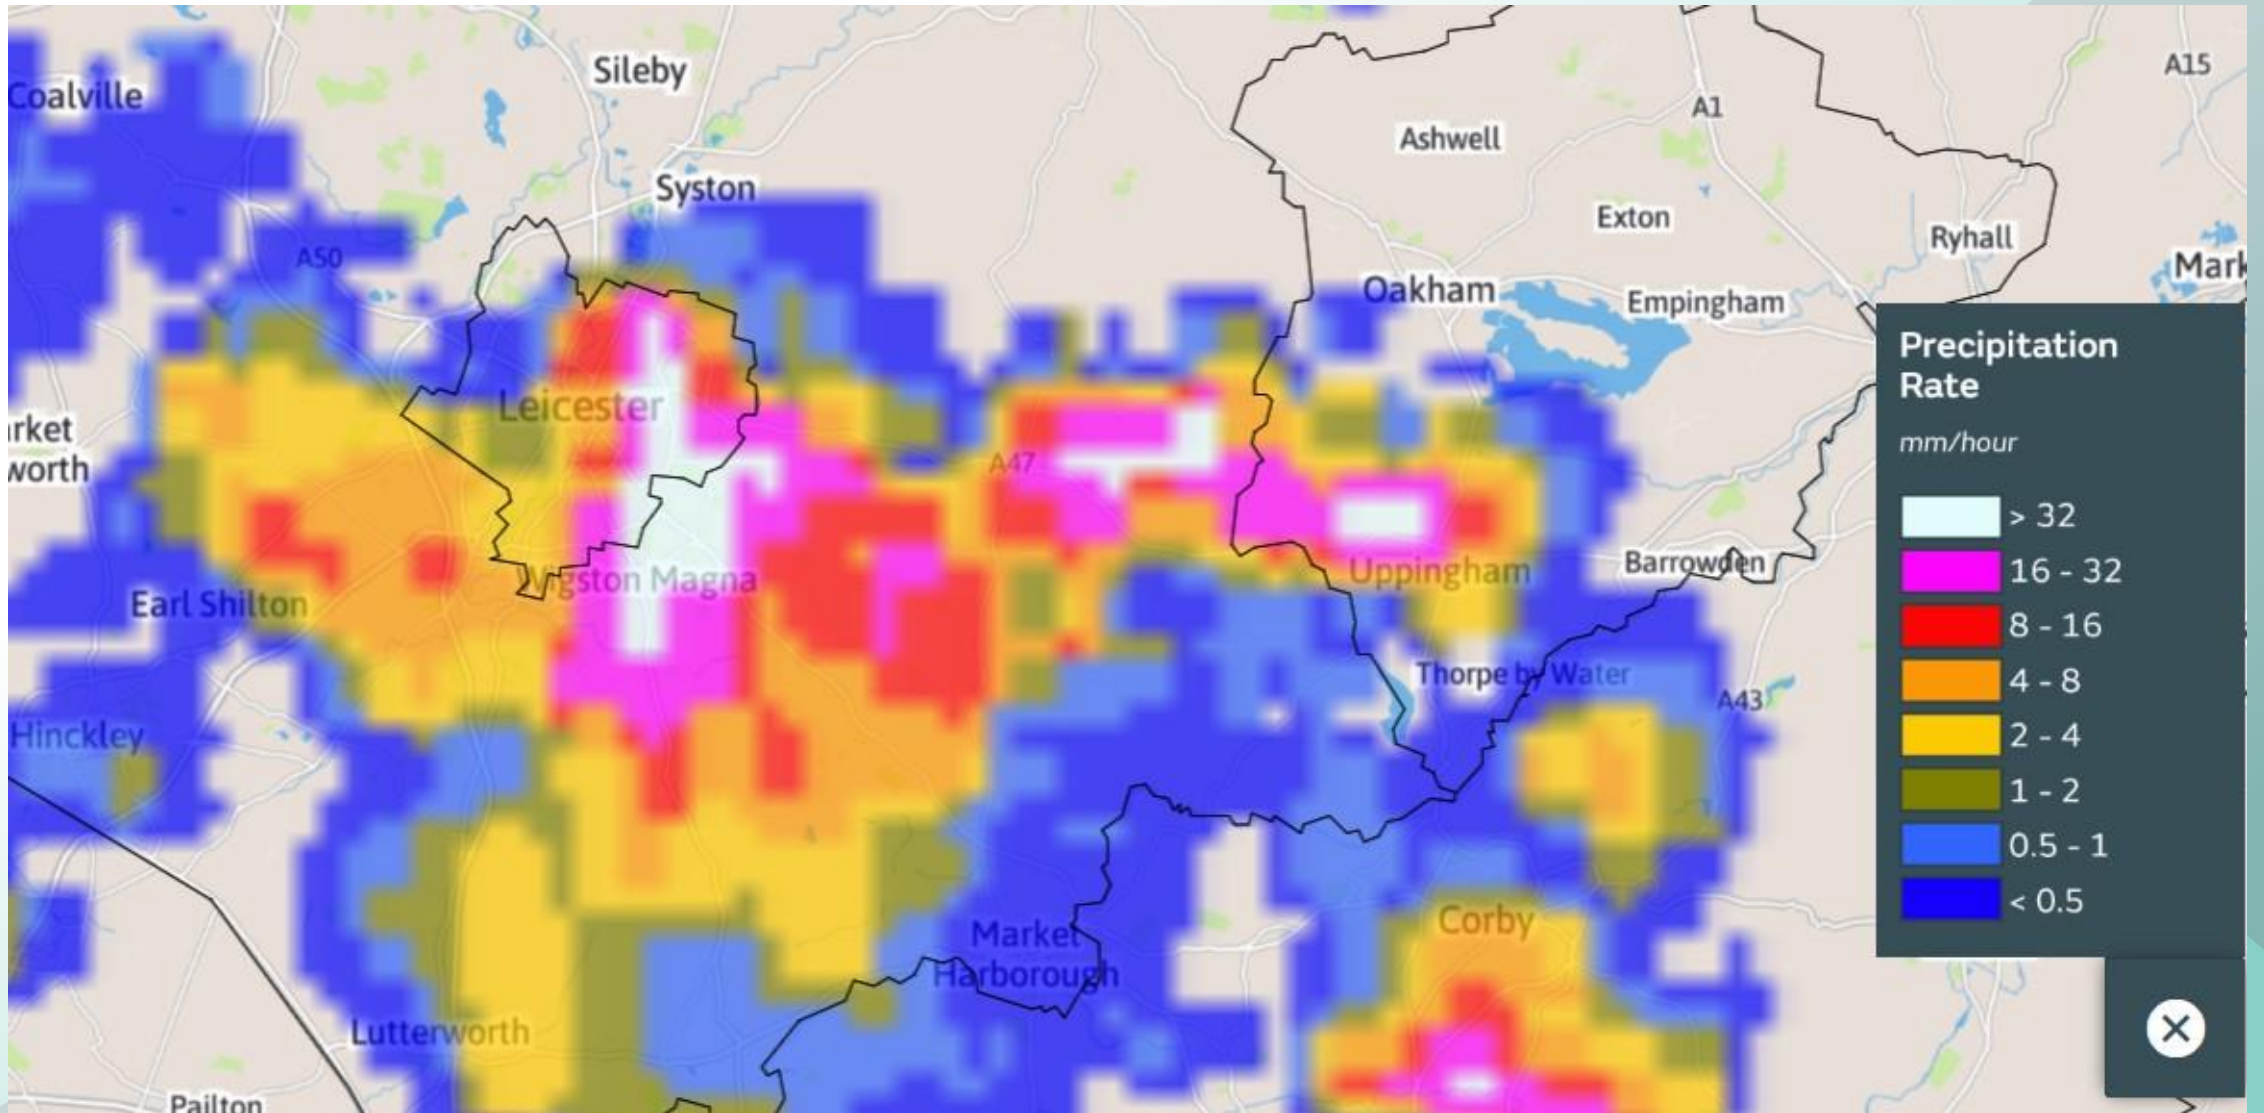 Sileby
A15
Coalville
A1
Ashwell
Syston
Exton
Ryhall
A50
Mark
Oakham
Empingham
Precipitation
Rate
mm/hour
Leicester
arket
worth
A47
> 32
16 - 32
8 - 16
4 - 8
2 - 4
1 - 2
0.5 - 1
< 0.5
Barrowden
Uppingham
Wigston Magna
Earl Shilton
Thorpe by Water
A43
Hinckley
Corby
Market
Harborough
Lutterworth
Pailton